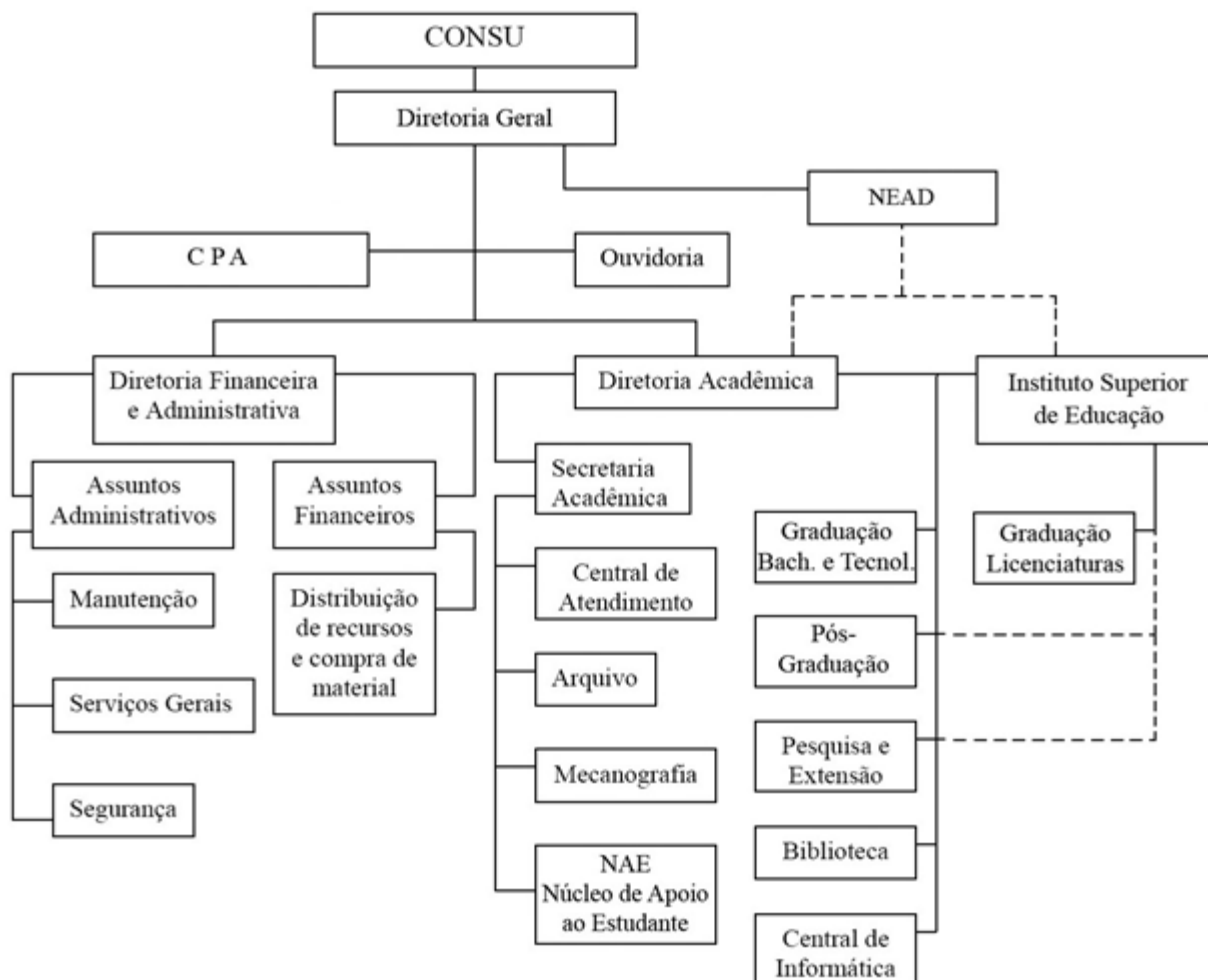 CONSU
Diretoria Geral
NEAD
C P A
Ouvidoria
Diretoria Financeira
e Administrativa
Diretoria Acadêmica
Instituto Superior
de Educação
Assuntos
Administrativos
Manutenção
Serviços Gerais
Segurança
Assuntos
Financeiros
Distribuição
de recursos
e compra de
material
Secretaria
Acadêmica
Central de
Atendimento
Arquivo
Mecanografia
NAE
Núcleo de Apoio
ao Estudante
Graduação
Bach. e Tecnol.
Pós-
Graduação
Pesquisa e
Extensão
Biblioteca
Central de
Informática
Graduação
Licenciaturas